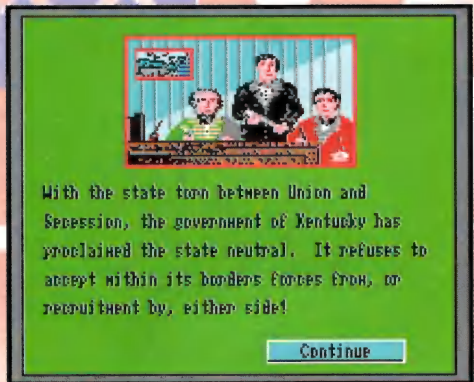 With the state torn between Union and
Secession, the government of Kentucky has
proclaimed the state neutral. It refuses to
accept within its borders forces from, or
recruitment by, either side!
Continue